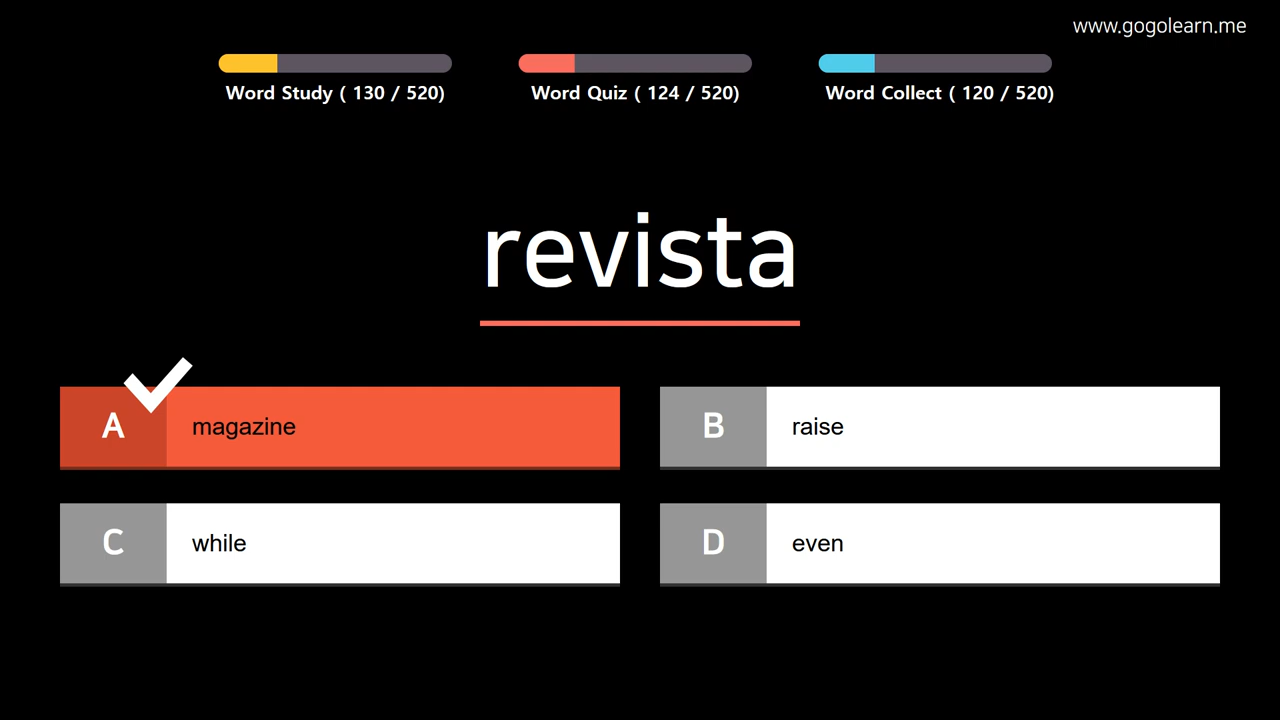 www.gogolearn.me
Word Study ( 130 / 520)
Word Quiz ( 124 / 520)
Word Collect ( 120 / 520)
revista
A magazine
B raise
C while
D even